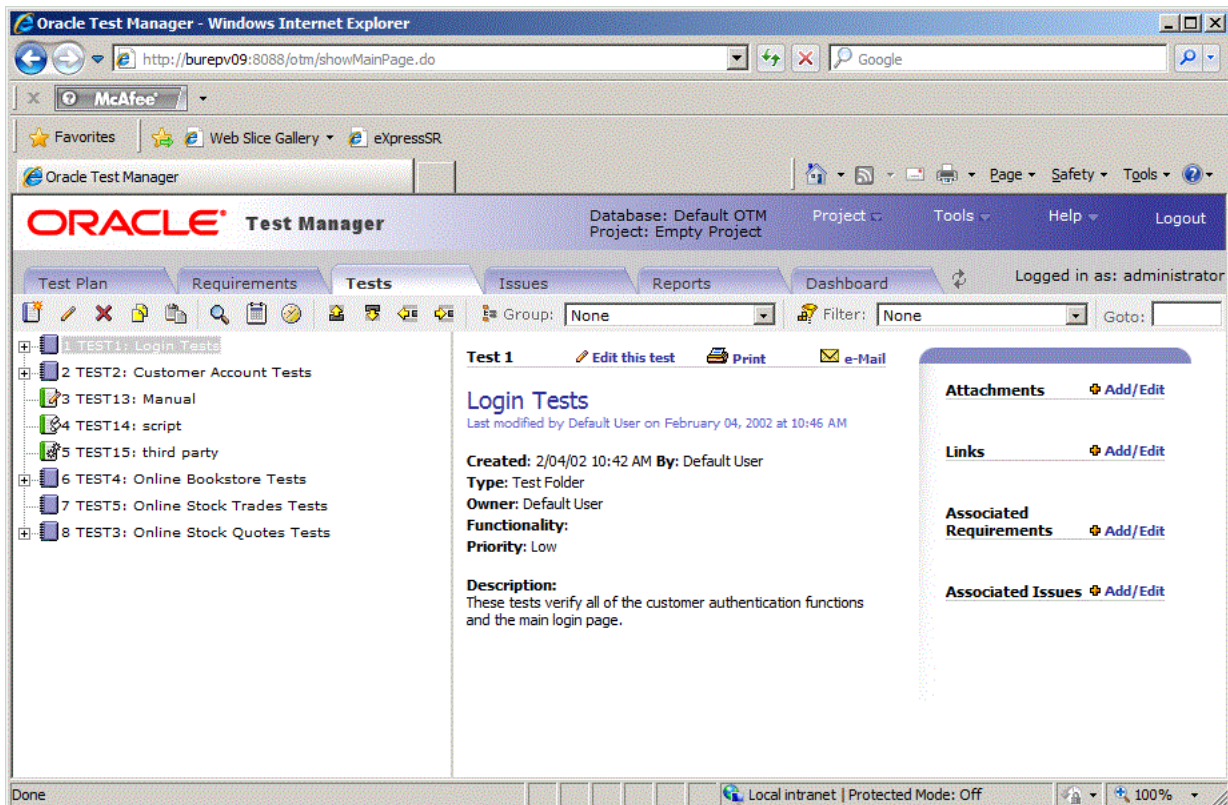 Oracle Test Manager - Windows Internet Explorer
http://burepv09:8088/otm/showMainPage.do
Google
McAfee
Favorites
Web Slice Gallery
eXpressSR
Oracle Test Manager
Page
Safety
Tools
ORACLE Test Manager
Database: Default OTM
Project: Empty Project
Project
Tools
Help
Logout
Test Plan
Requirements
Tests
Issues
Reports
Dashboard
Logged in as: administrator
Group: None
Filter: None
Goto:
1 TEST1: Login Tests
2 TEST2: Customer Account Tests
3 TEST13: Manual
4 TEST14: script
5 TEST15: third party
6 TEST4: Online Bookstore Tests
7 TEST5: Online Stock Trades Tests
8 TEST3: Online Stock Quotes Tests
Test 1
Edit this test
Print
e-Mail
Login Tests
Last modified by Default User on February 04, 2002 at 10:46 AM
Created: 2/04/02 10:42 AM By: Default User
Type: Test Folder
Owner: Default User
Functionality:
Priority: Low
Description:
These tests verify all of the customer authentication functions
and the main login page.
Attachments Add/Edit
Links Add/Edit
Associated
Requirements Add/Edit
Associated Issues Add/Edit
Done
Local intranet | Protected Mode: Off
100%